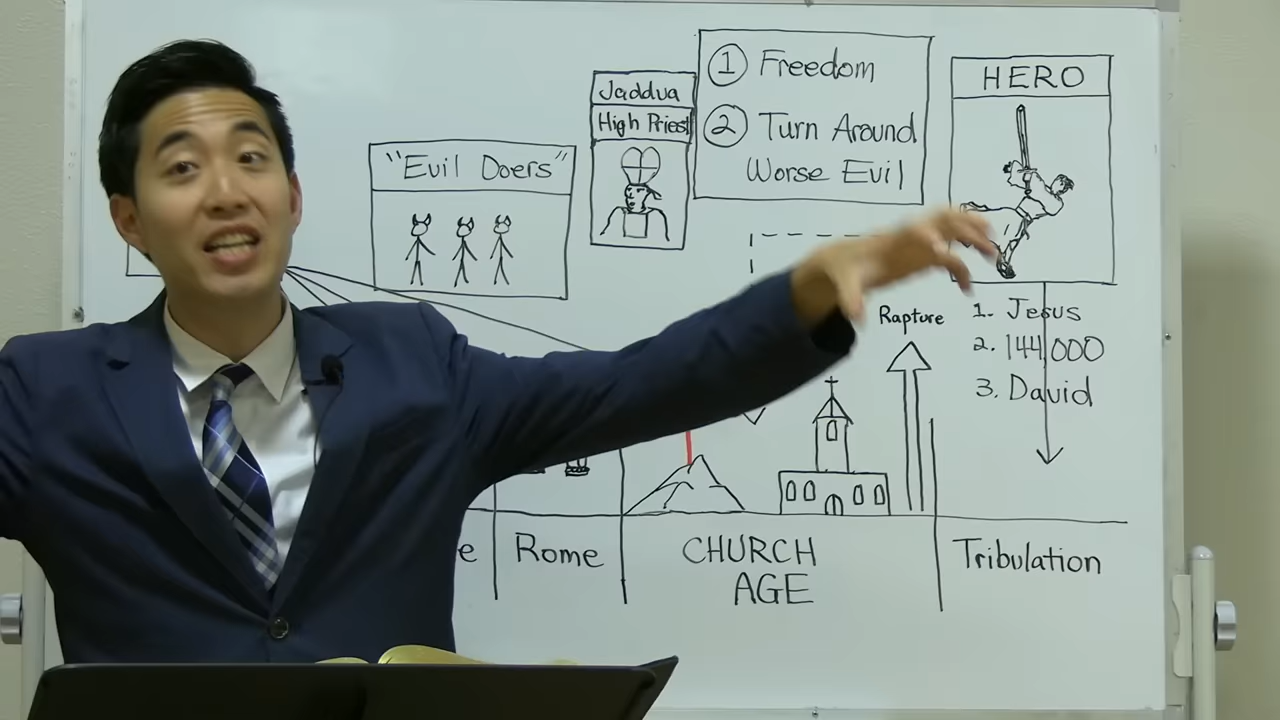 "Evil Doers"
Jaddua
High Priest
① Freedom
② Turn Around
Worse Evil
HERO
Rapture
1. Jesus
2. 144,000
3. David
e
Rome
CHURCH
AGE
Tribulation